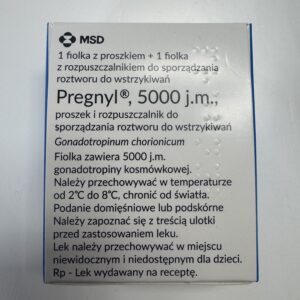 MSD
1 fiolka z proszkiem + 1 fiolka
z rozpuszczalnikiem do sporządzania
roztworu do wstrzykiwań
Pregnyl®, 5000 j.m.,
proszek i rozpuszczalnik do
sporządzania roztworu do wstrzykiwań
Gonadotropinum chorionicum
Fiolka zawiera 5000 j.m.
gonadotropiny kosmówkowej.
Należy przechowywać w temperaturze
od 2°C do 8°C, chronić od światła.
Podanie domięśniowe lub podskórne
Należy zapoznać się z treścią ulotki
przed zastosowaniem leku.
Lek należy przechowywać w miejscu
niewidocznym i niedostępnym dla dzieci.
Rp - Lek wydawany na receptę.